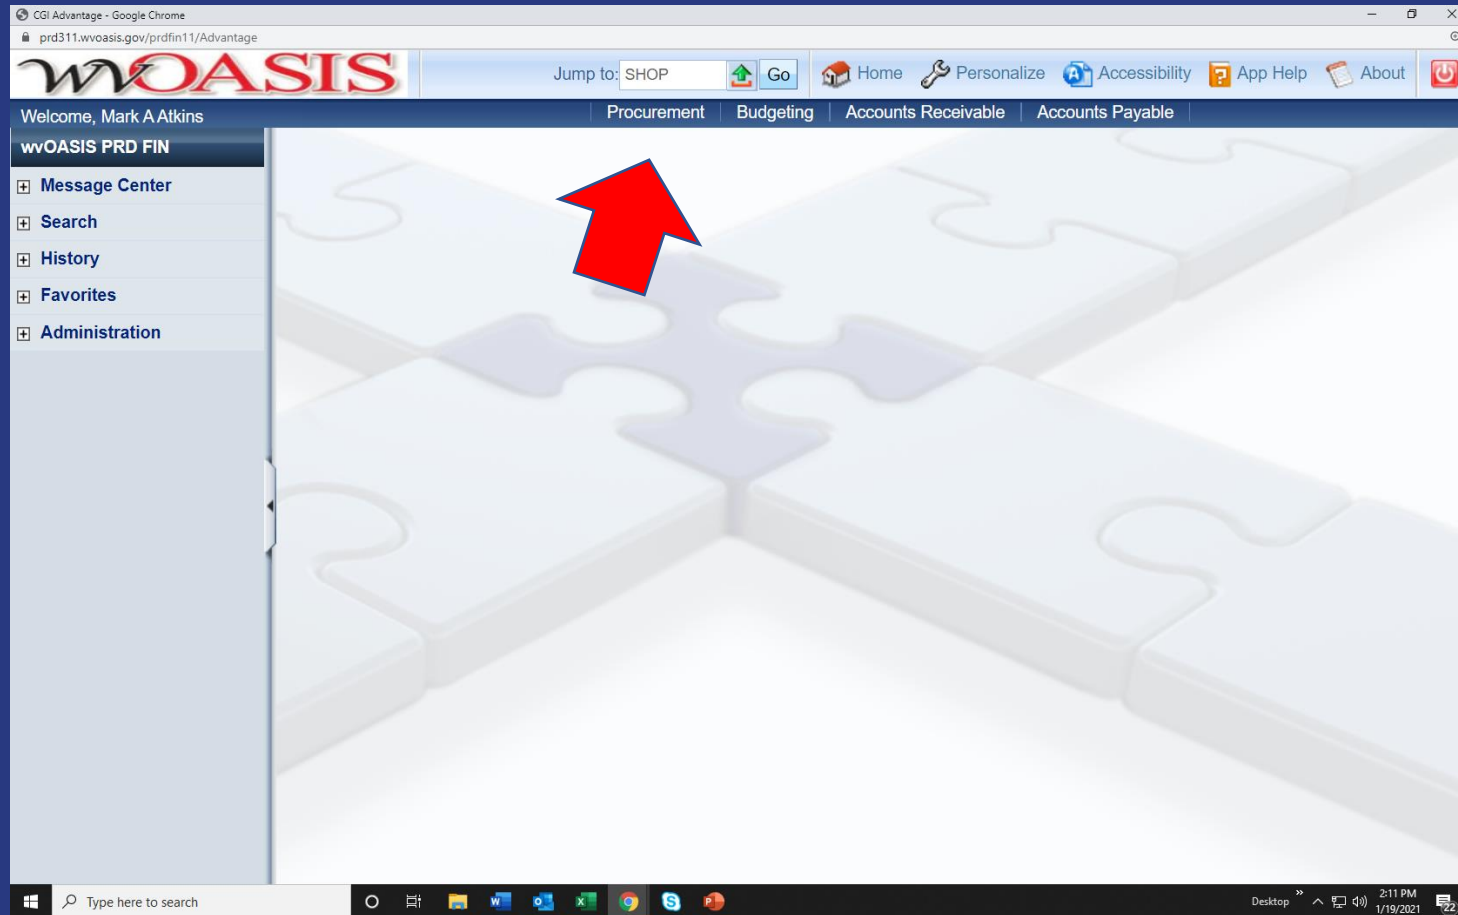 CGI Advantage - Google Chrome
prd311.wvoasis.gov/prdfin11/Advantage
wvOASIS
Jump to: SHOP Go Home Personalize Accessibility App Help About
Welcome, Mark A Atkins
Procurement Budgeting Accounts Receivable Accounts Payable
wvOASIS PRD FIN
Message Center
Search
History
Favorites
Administration
Type here to search
Desktop
2:11 PM
1/19/2021
22